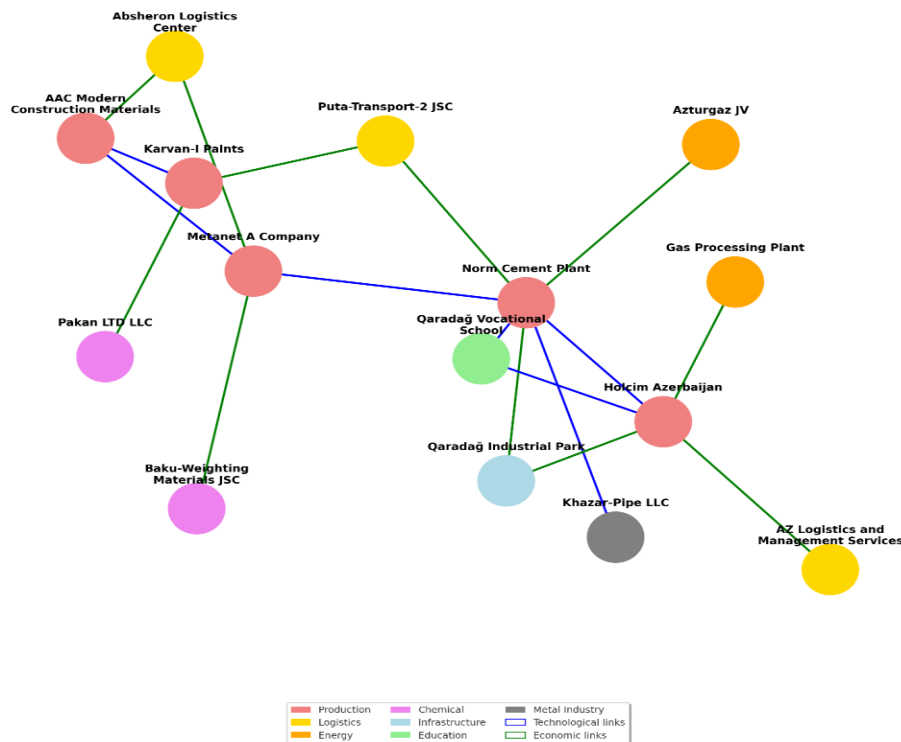 Absheron Logistics
Center
AAC Modern
Construction Materials
Puta-Transport-2 JSC
Azturgaz JV
Karvan-I PaInts
Metanet A Company
Gas Processing Plant
Norm Cement Plant
Qaradağ Vocational
School
Pakan LTD LLC
Holcim Azerbaijan
Qaradağ Industrial Park
Baku-Weighting
Materials JSC
Khazar-Pipe LLC
AZ Logistics and
Management Services
Production
Logistics
Energy
Chemical
Infrastructure
Education
Metal Industry
Technological links
Economic links